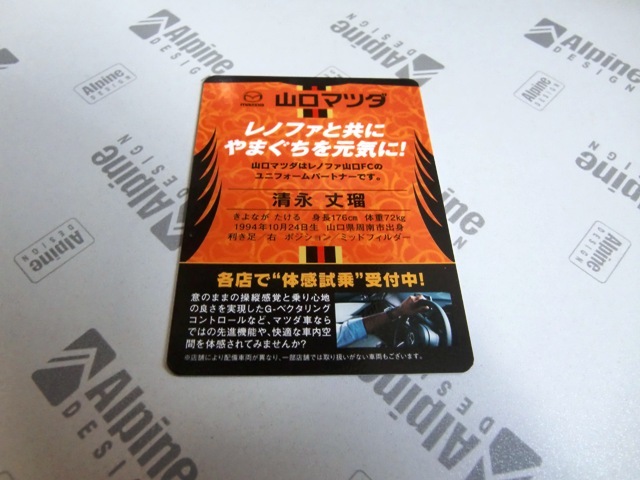 山口マツダ
レノファと共に
やまぐちを元気に!
山口マツダはレノファ山口FCの
ユニフォームパートナーです。
清永 丈瑠
きよなが たける 身長176cm 体重72kg
1994年10月24日生 山口県周南市出身
利き足/右 ポジション/ミッドフィルダー
各店で“体感試乗”受付中!
意のままの操縦感覚と乗り心地
の良さを実現したG-ベクタリング
コントロールなど、マツダ車なら
ではの先進機能や、快適な車内空
間を体感されてみませんか?
※店舗により配備車両が異なり、一部店舗では取り扱いがない車両もございます。
Alpine
DESIGN
Alpine
DESIGN
Alpine
DESIGN
Alpine
DESIGN
Alpine
DESIGN